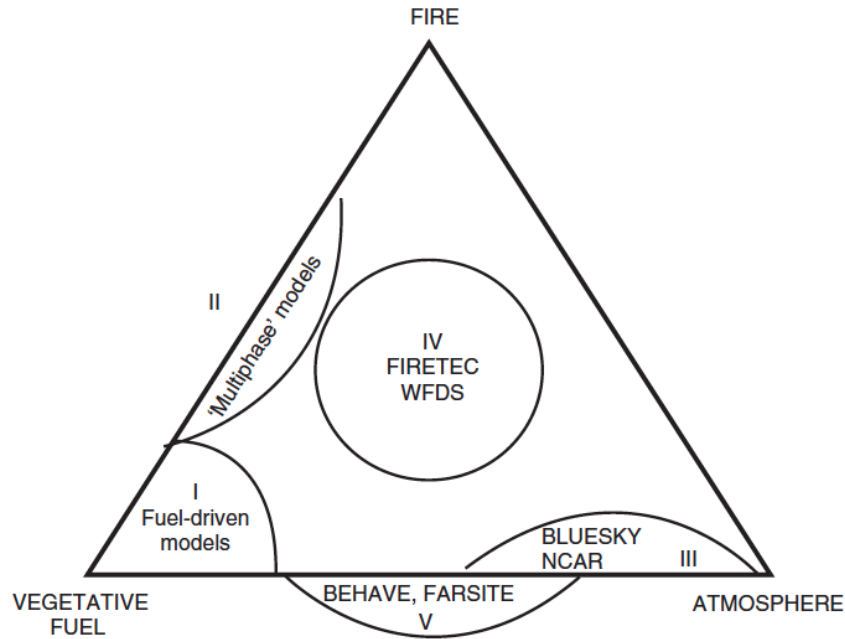 FIRE
II
‘Multiphase’ models
IV
FIRETEC
WFDS
I
Fuel-driven
models
BLUESKY
NCAR
III
BEHAVE, FARSITE
V
VEGETATIVE
FUEL
ATMOSPHERE